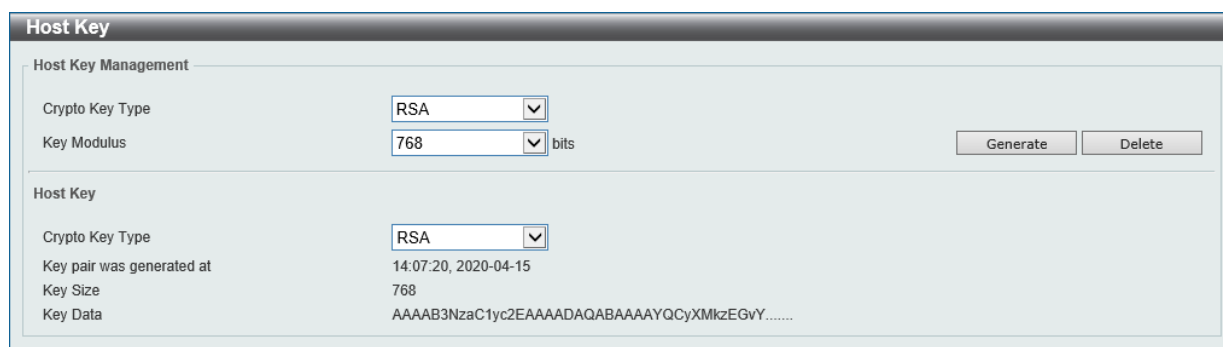 Host Key
Host Key Management
Crypto Key Type RSA
Key Modulus 768 bits Generate Delete
Host Key
Crypto Key Type RSA
Key pair was generated at 14:07:20, 2020-04-15
Key Size 768
Key Data AAAAB3NzaC1yc2EAAAADAQABAAAAYQCyXMkzEGvY.......